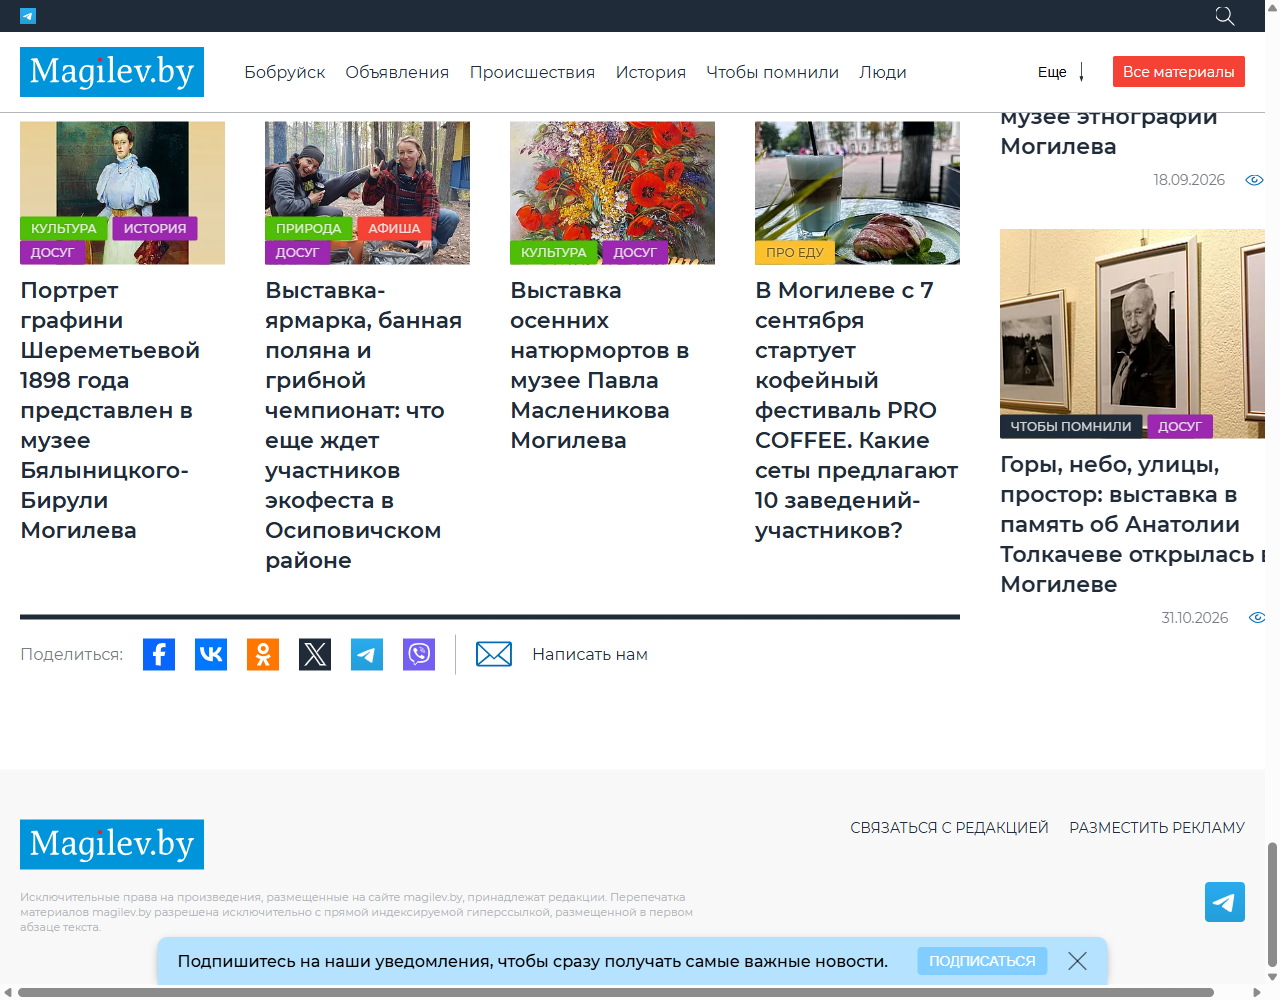 Magilev.by
Бобруйск Объявления Происшествия История Чтобы помнили Люди
Еще
Все материалы
КУЛЬТУРА ИСТОРИЯ
ДОСУГ
Портрет
графини
Шереметьевой
1898 года
представлен в
музее
Бялыницкого-
Бирули
Могилева
ПРИРОДА АФИША
ДОСУГ
Выставка-
ярмарка, банная
поляна и
грибной
чемпионат: что
еще ждет
участников
экофеста в
Осиповичском
районе
КУЛЬТУРА ДОСУГ
Выставка
осенних
натюрмортов в
музее Павла
Масленикова
Могилева
ПРО ЕДУ
В Могилеве с 7
сентября
стартует
кофейный
фестиваль PRO
COFFEE. Какие
сеты предлагают
10 заведений-
участников?
музее этнографии
Могилева
18.09.2026
ЧТОБЫ ПОМНИЛИ ДОСУГ
Горы, небо, улицы,
простор: выставка в
память об Анатолии
Толкачеве открылась в
Могилеве
31.10.2026
Поделиться:
Написать нам
Magilev.by
СВЯЗАТЬСЯ С РЕДАКЦИЕЙ РАЗМЕСТИТЬ РЕКЛАМУ
Исключительные права на произведения, размещенные на сайте magilev.by, принадлежат редакции. Перепечатка
материалов magilev.by разрешена исключительно с прямой индексируемой гиперссылкой, размещенной в первом
абзаце текста.
Подпишитесь на наши уведомления, чтобы сразу получать самые важные новости.
ПОДПИСАТЬСЯ